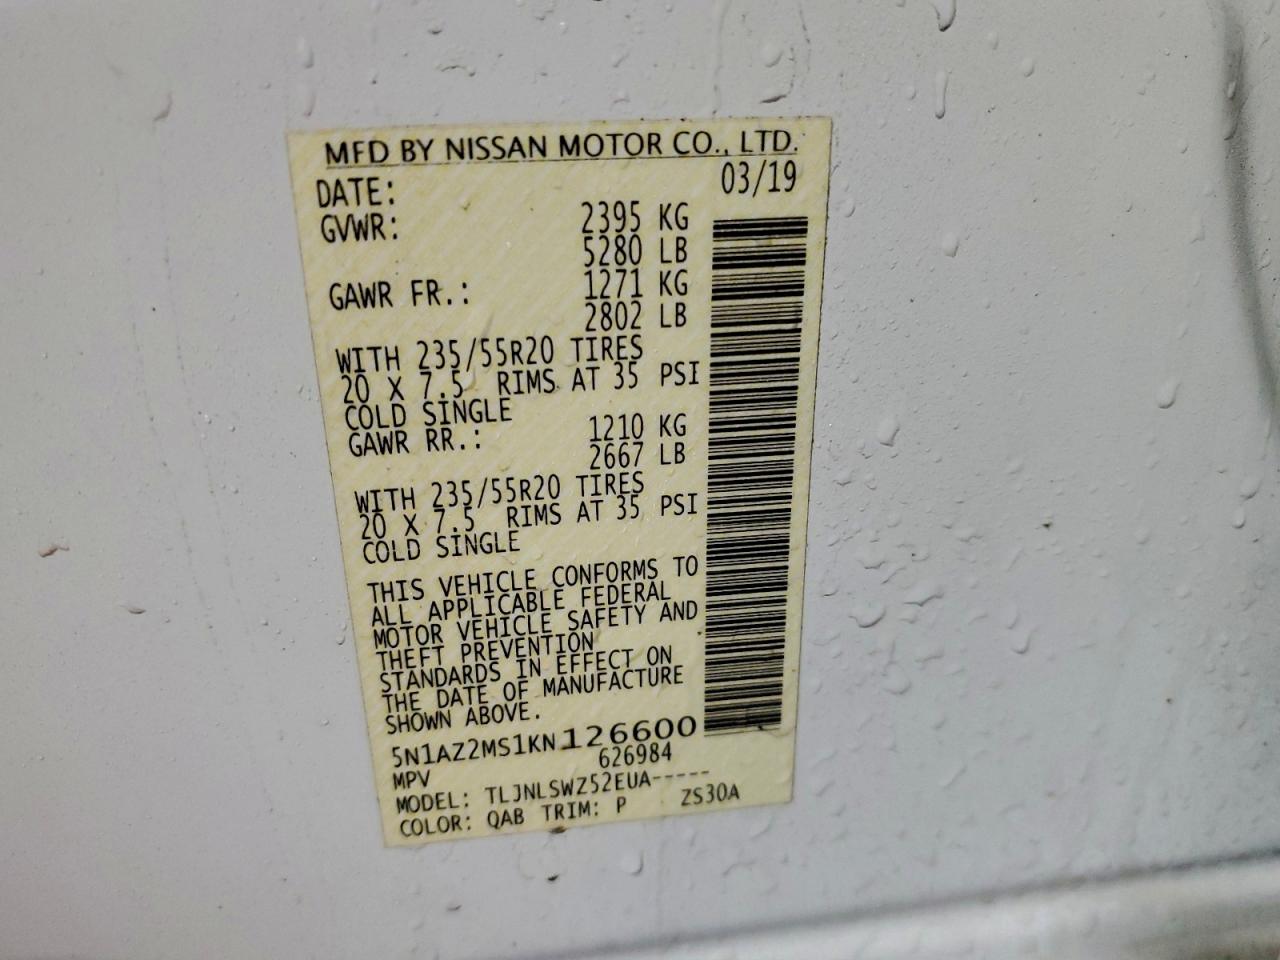 MFD BY NISSAN MOTOR CO., LTD.
DATE: 03/19
GVWR: 2395 KG
5280 LB
GAWR FR.: 1271 KG
2802 LB
WITH 235/55R20 TIRES
20 X 7.5 RIMS AT 35 PSI
COLD SINGLE
GAWR RR.: 1210 KG
2667 LB
WITH 235/55R20 TIRES
20 X 7.5 RIMS AT 35 PSI
COLD SINGLE
THIS VEHICLE CONFORMS TO
ALL APPLICABLE FEDERAL
MOTOR VEHICLE SAFETY AND
THEFT PREVENTION
STANDARDS IN EFFECT ON
THE DATE OF MANUFACTURE
SHOWN ABOVE.
5N1AZ2MS1KN126600
MPV 626984
MODEL: TLJNLSWZ52EUA-----
COLOR: QAB TRIM: P ZS30A